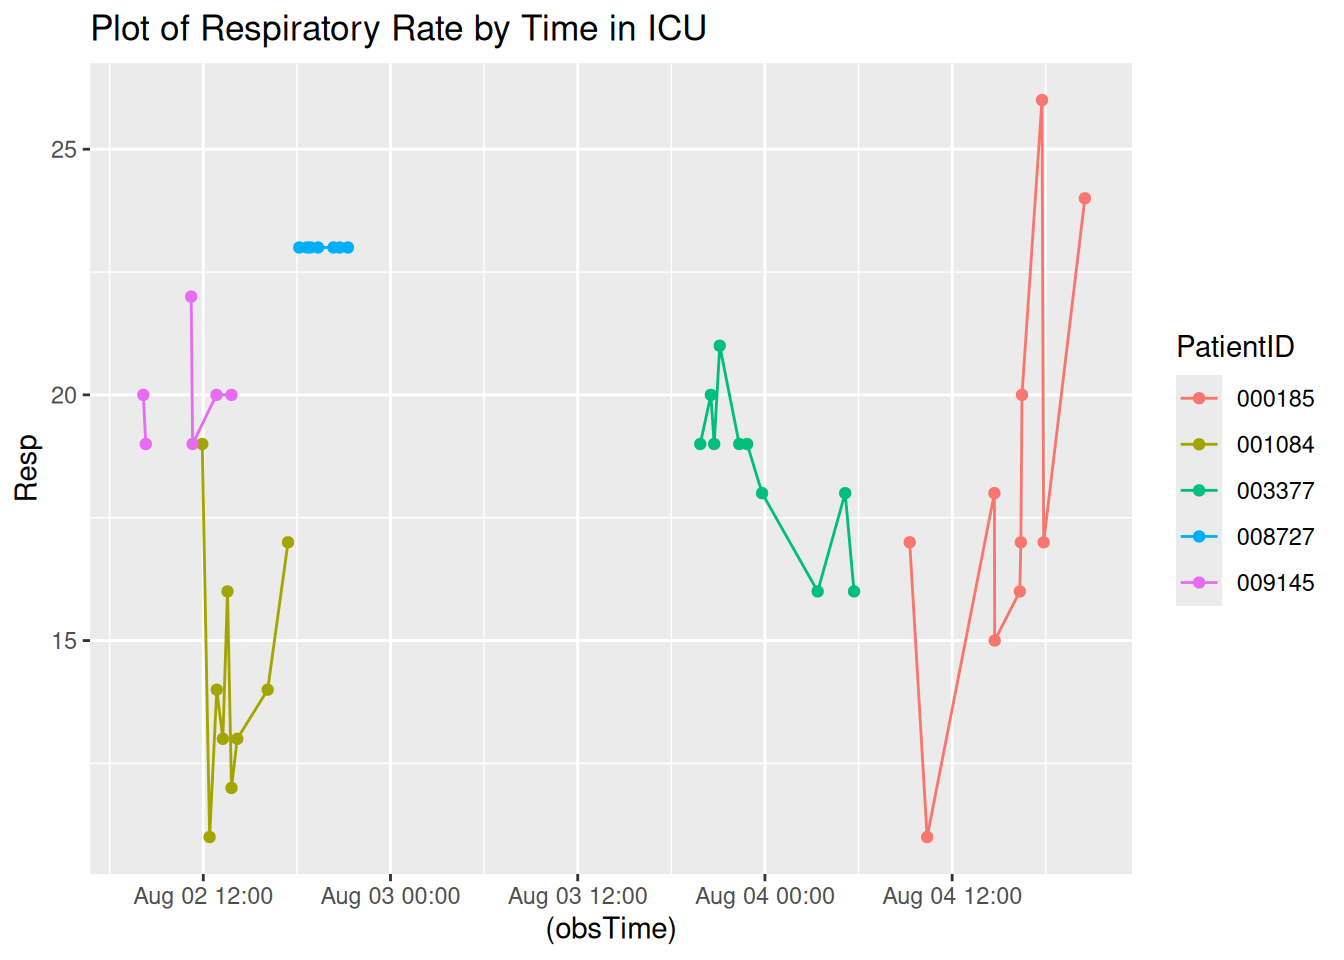 Plot of Respiratory Rate by Time in ICU
25
20
15
Resp
Aug 02 12:00 Aug 03 00:00 Aug 03 12:00 Aug 04 00:00 Aug 04 12:00
(obsTime)
PatientID
000185
001084
003377
008727
009145